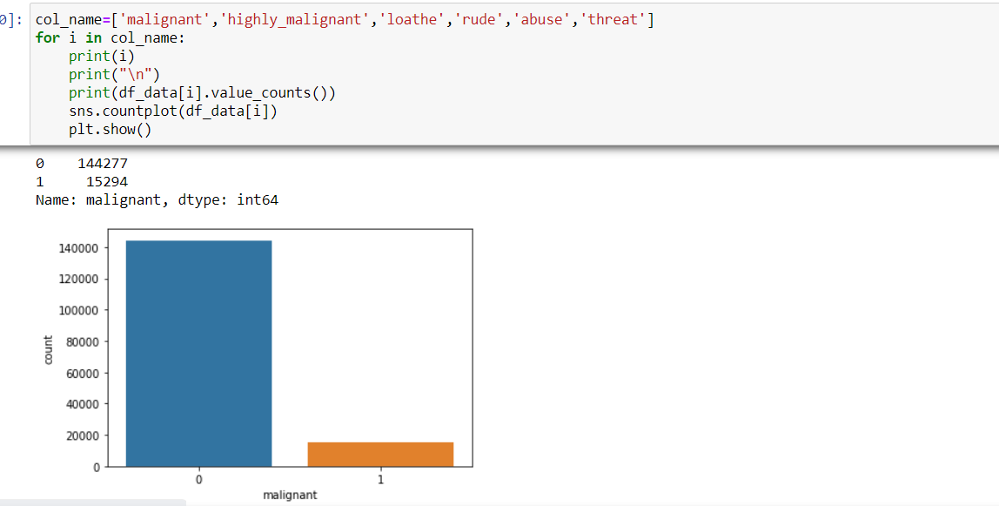 0]:
col_name=['malignant','highly_malignant','loathe','rude','abuse','threat']
for i in col_name:
    print(i)
    print("\n")
    print(df_data[i].value_counts())
    sns.countplot(df_data[i])
    plt.show()
0    144277
1     15294
Name: malignant, dtype: int64
140000
120000
100000
80000
60000
40000
20000
0
count
0 1
malignant